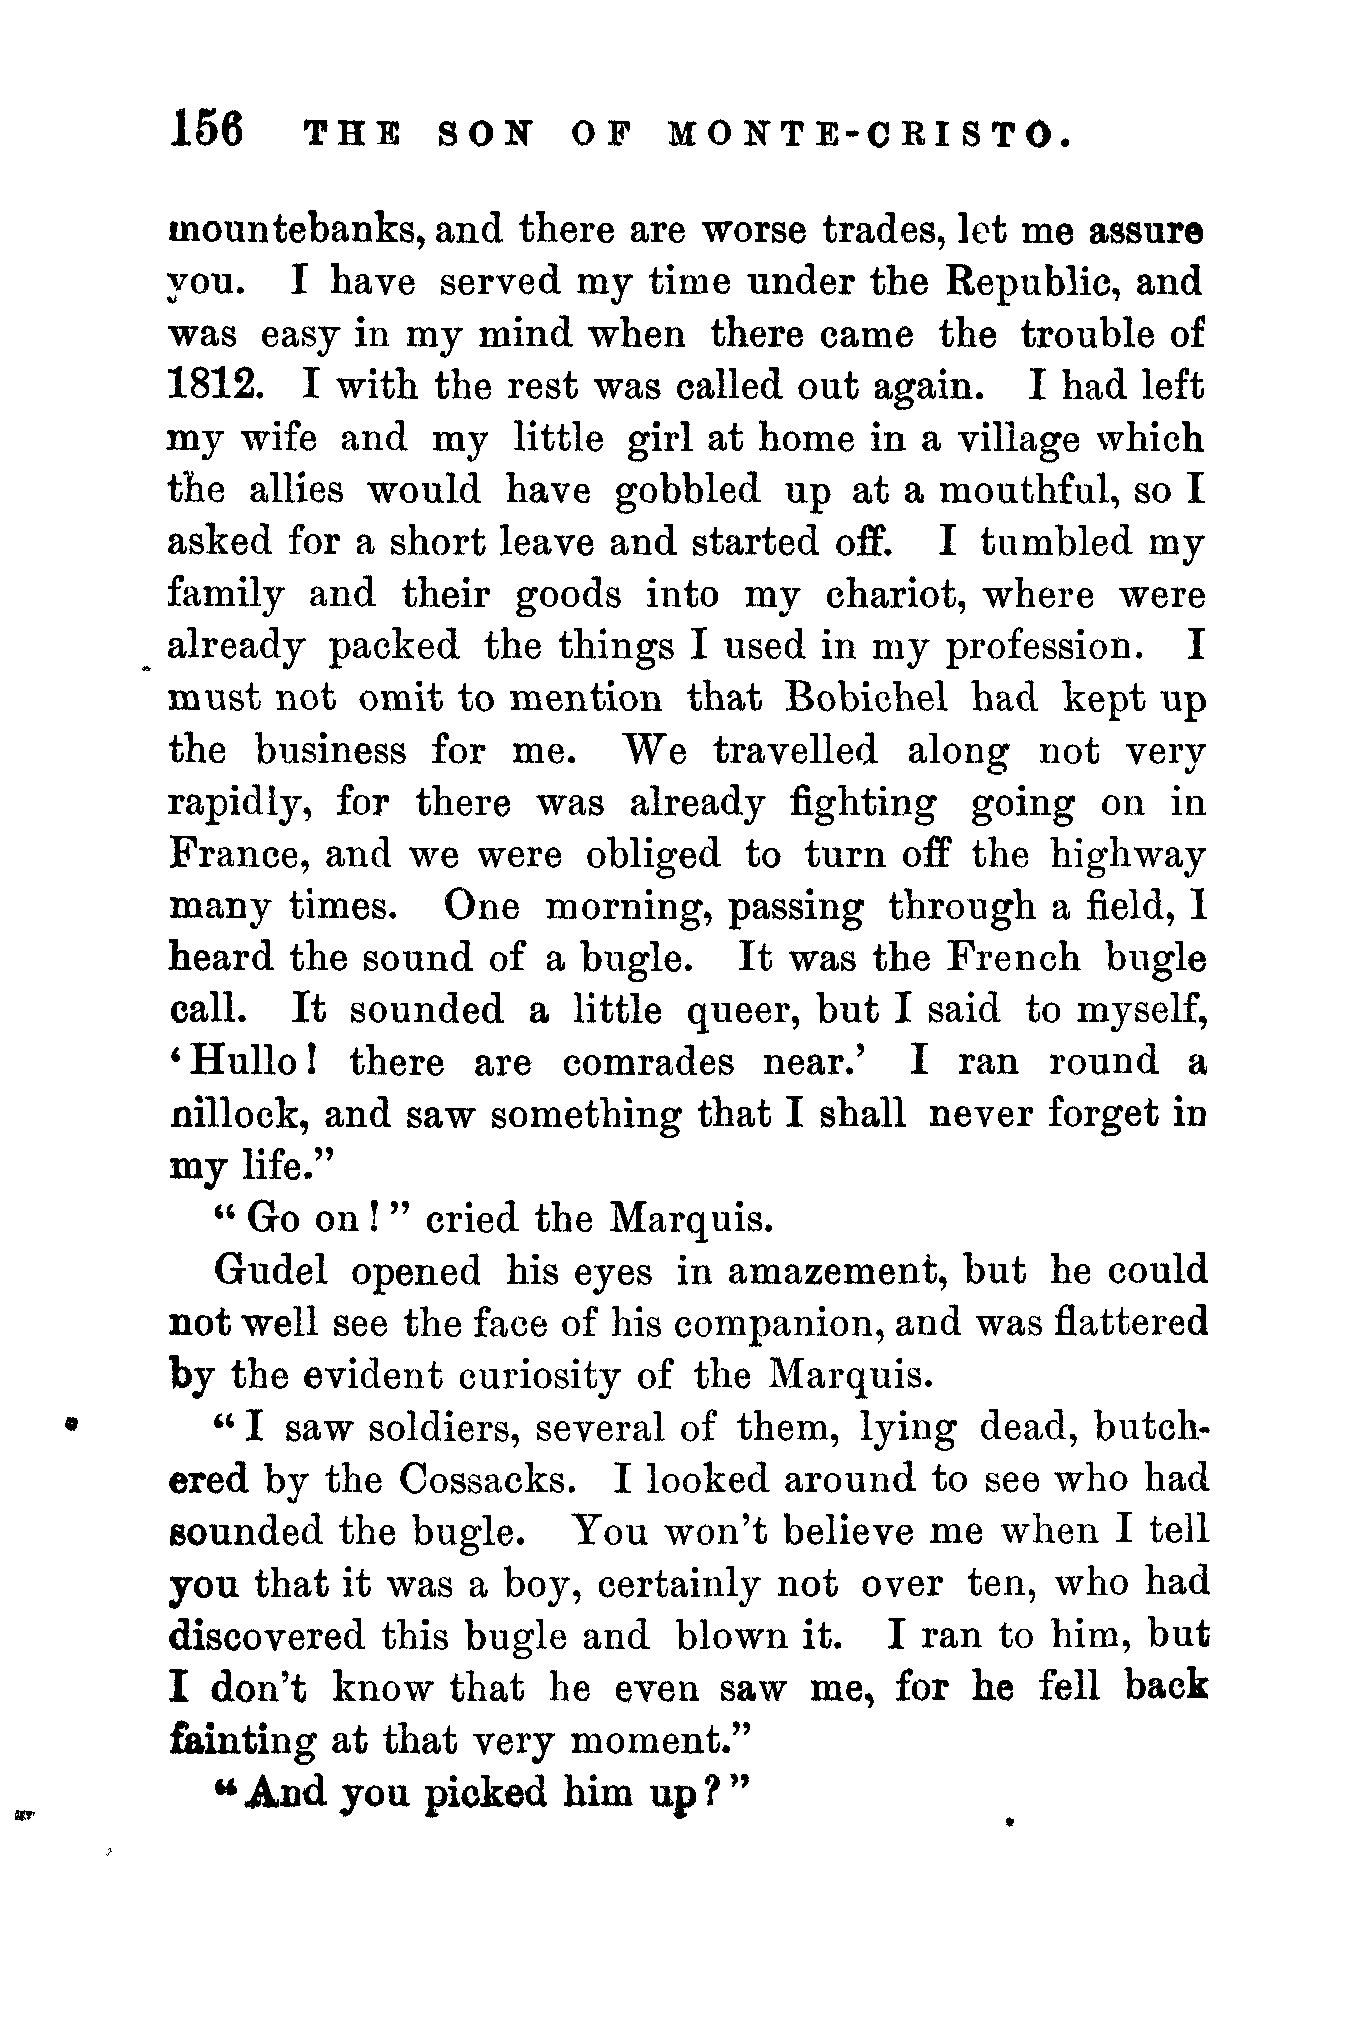 156 THE SON OF MONTE-CRISTO.
mountebanks, and there are worse trades, let me assure
you. I have served my time under the Republic, and
was easy in my mind when there came the trouble of
1812. I with the rest was called out again. I had left
my wife and my little girl at home in a village which
the allies would have gobbled up at a mouthful, so I
asked for a short leave and started off. I tumbled my
family and their goods into my chariot, where were
already packed the things I used in my profession. I
must not omit to mention that Bobichel had kept up
the business for me. We travelled along not very
rapidly, for there was already fighting going on in
France, and we were obliged to turn off the highway
many times. One morning, passing through a field, I
heard the sound of a bugle. It was the French bugle
call. It sounded a little queer, but I said to myself,
‘Hullo! there are comrades near.’ I ran round a
nillock, and saw something that I shall never forget in
my life.”
“Go on!” cried the Marquis.
Gudel opened his eyes in amazement, but he could
not well see the face of his companion, and was flattered
by the evident curiosity of the Marquis.
“I saw soldiers, several of them, lying dead, butch-
ered by the Cossacks. I looked around to see who had
sounded the bugle. You won’t believe me when I tell
you that it was a boy, certainly not over ten, who had
discovered this bugle and blown it. I ran to him, but
I don’t know that he even saw me, for he fell back
fainting at that very moment.”
“And you picked him up?”